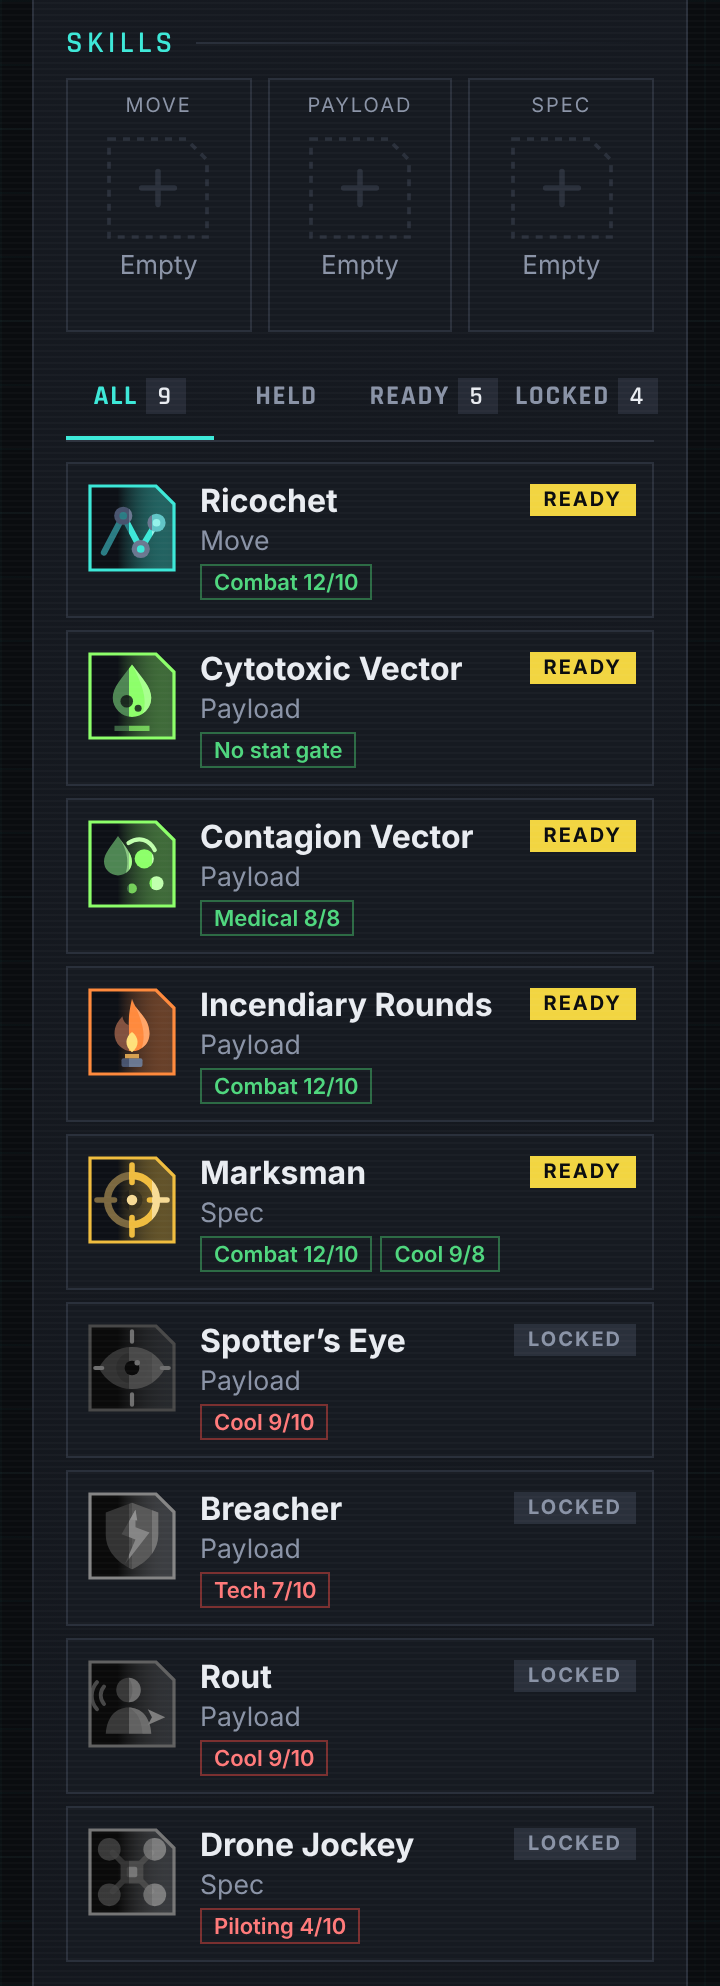 SKILLS
MOVE
PAYLOAD
SPEC
Empty
Empty
Empty
ALL 9 HELD READY 5 LOCKED 4
Ricochet READY
Move
Combat 12/10
Cytotoxic Vector READY
Payload
No stat gate
Contagion Vector READY
Payload
Medical 8/8
Incendiary Rounds READY
Payload
Combat 12/10
Marksman READY
Spec
Combat 12/10 Cool 9/8
Spotter’s Eye LOCKED
Payload
Cool 9/10
Breacher LOCKED
Payload
Tech 7/10
Rout LOCKED
Payload
Cool 9/10
Drone Jockey LOCKED
Spec
Piloting 4/10